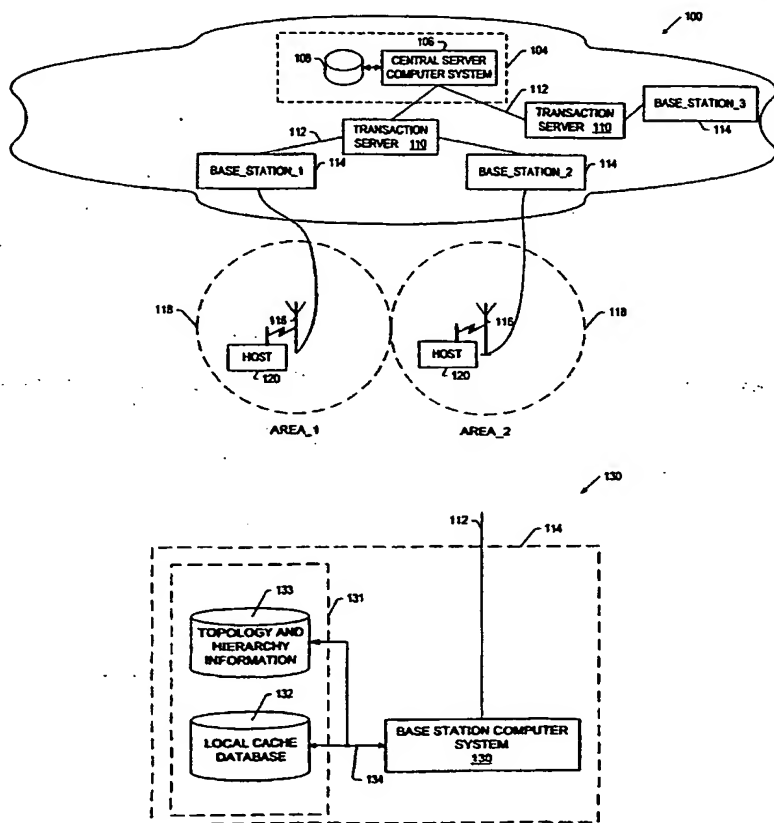 100
106
108
CENTRAL SERVER
COMPUTER SYSTEM
104
112
TRANSACTION
SERVER 110
BASE_STATION_3
114
112
TRANSACTION
SERVER 110
114
BASE_STATION_1
114
BASE_STATION_2
118
116
HOST
120
116
HOST
120
118
AREA_1
AREA_2
130
112
114
133
131
TOPOLOGY AND
HIERARCHY
INFORMATION
132
LOCAL CACHE
DATABASE
134
BASE STATION COMPUTER
SYSTEM
130